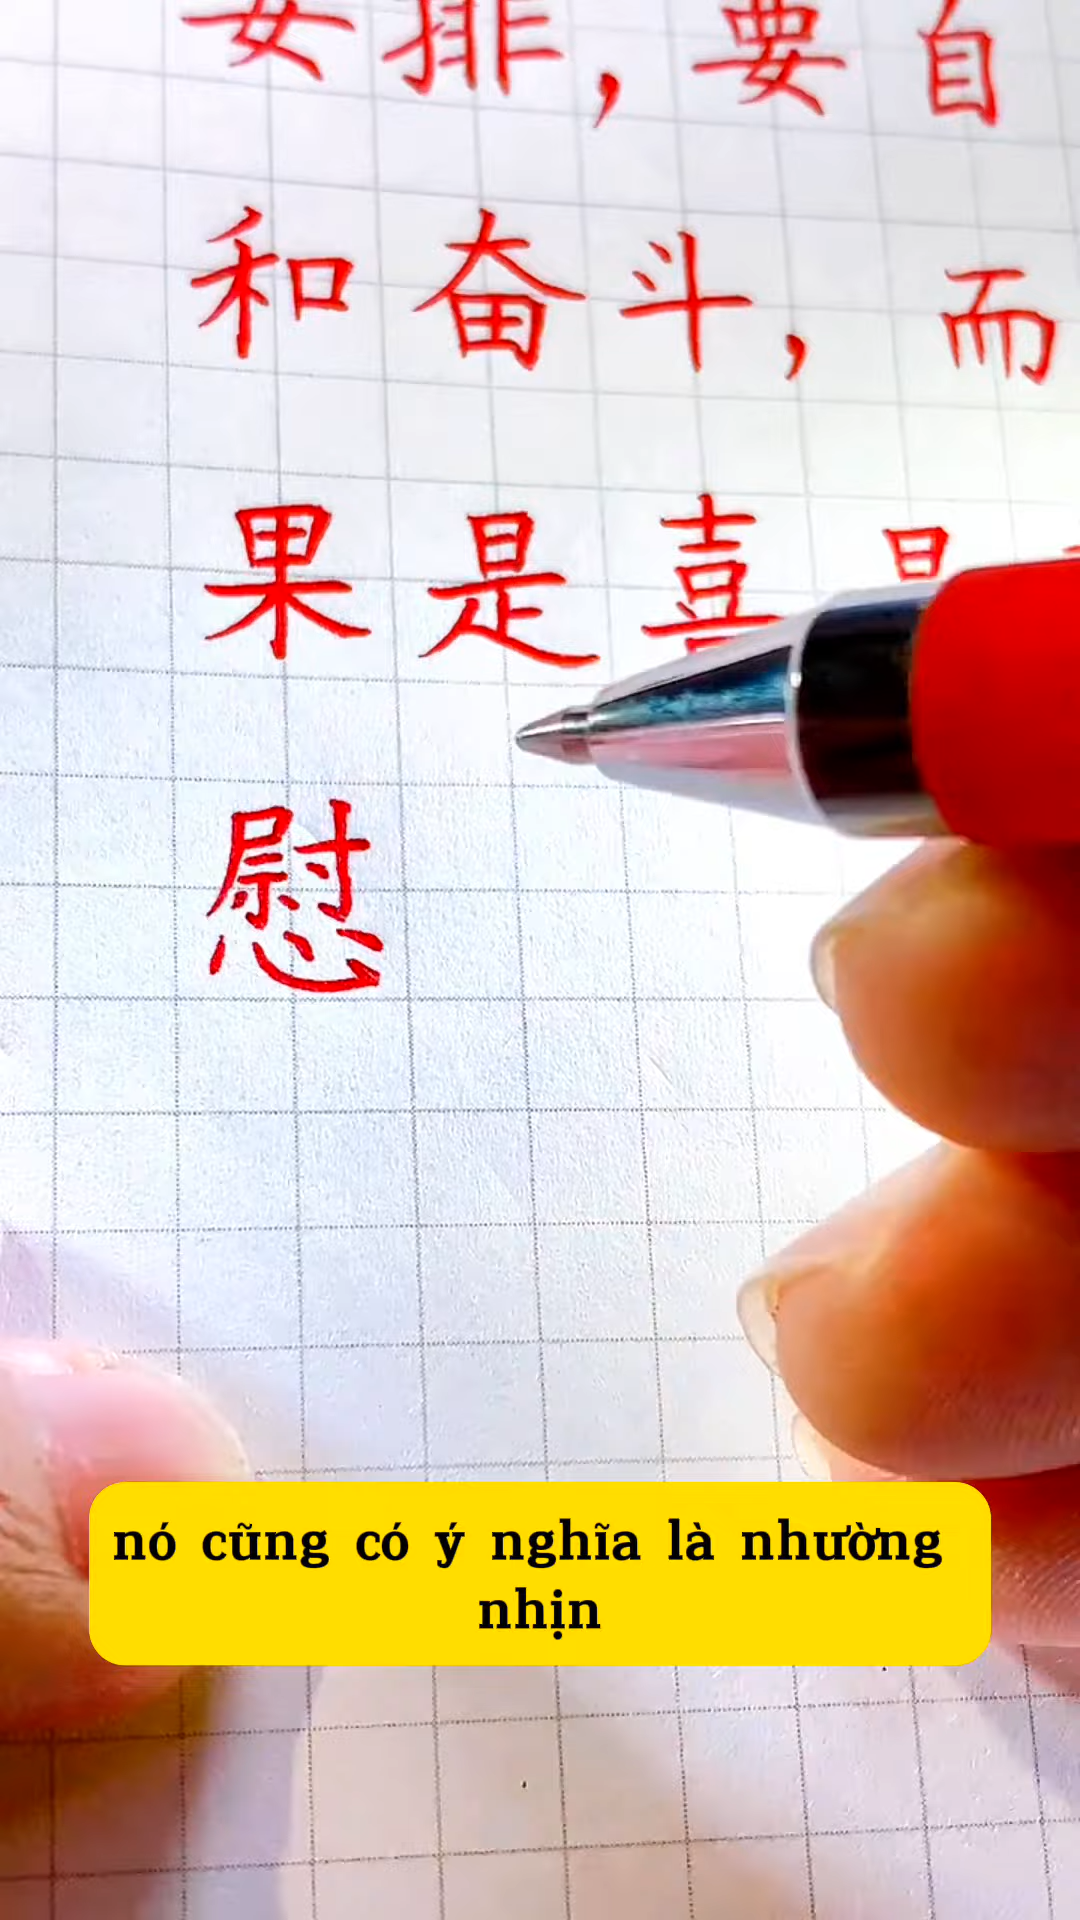 安排，要自
和奋斗，而
果是喜是
慰
nó cũng có ý nghĩa là nhường
nhịn